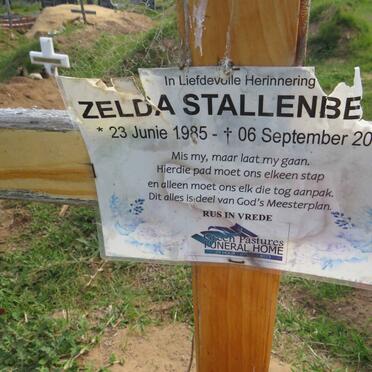 In Liefdevolle Herinnering
ZELDA STALLENBE
* 23 Junie 1985 - † 06 September 20
Mis my, maar laat my gaan.
Hierdie pad moet ons elkeen stap
en alleen moet ons elk die tog aanpak.
Dit alles is deel van God's Meesterplan.
RUS IN VREDE
Green Pastures
FUNERAL HOME